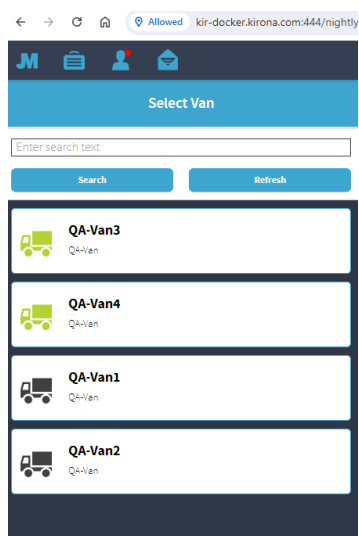 Allowed kir-docker.kirona.com:444/nightly
JM
Select Van
Enter search text
Search Refresh
QA-Van3
QA-Van
QA-Van4
QA-Van
QA-Van1
QA-Van
QA-Van2
QA-Van